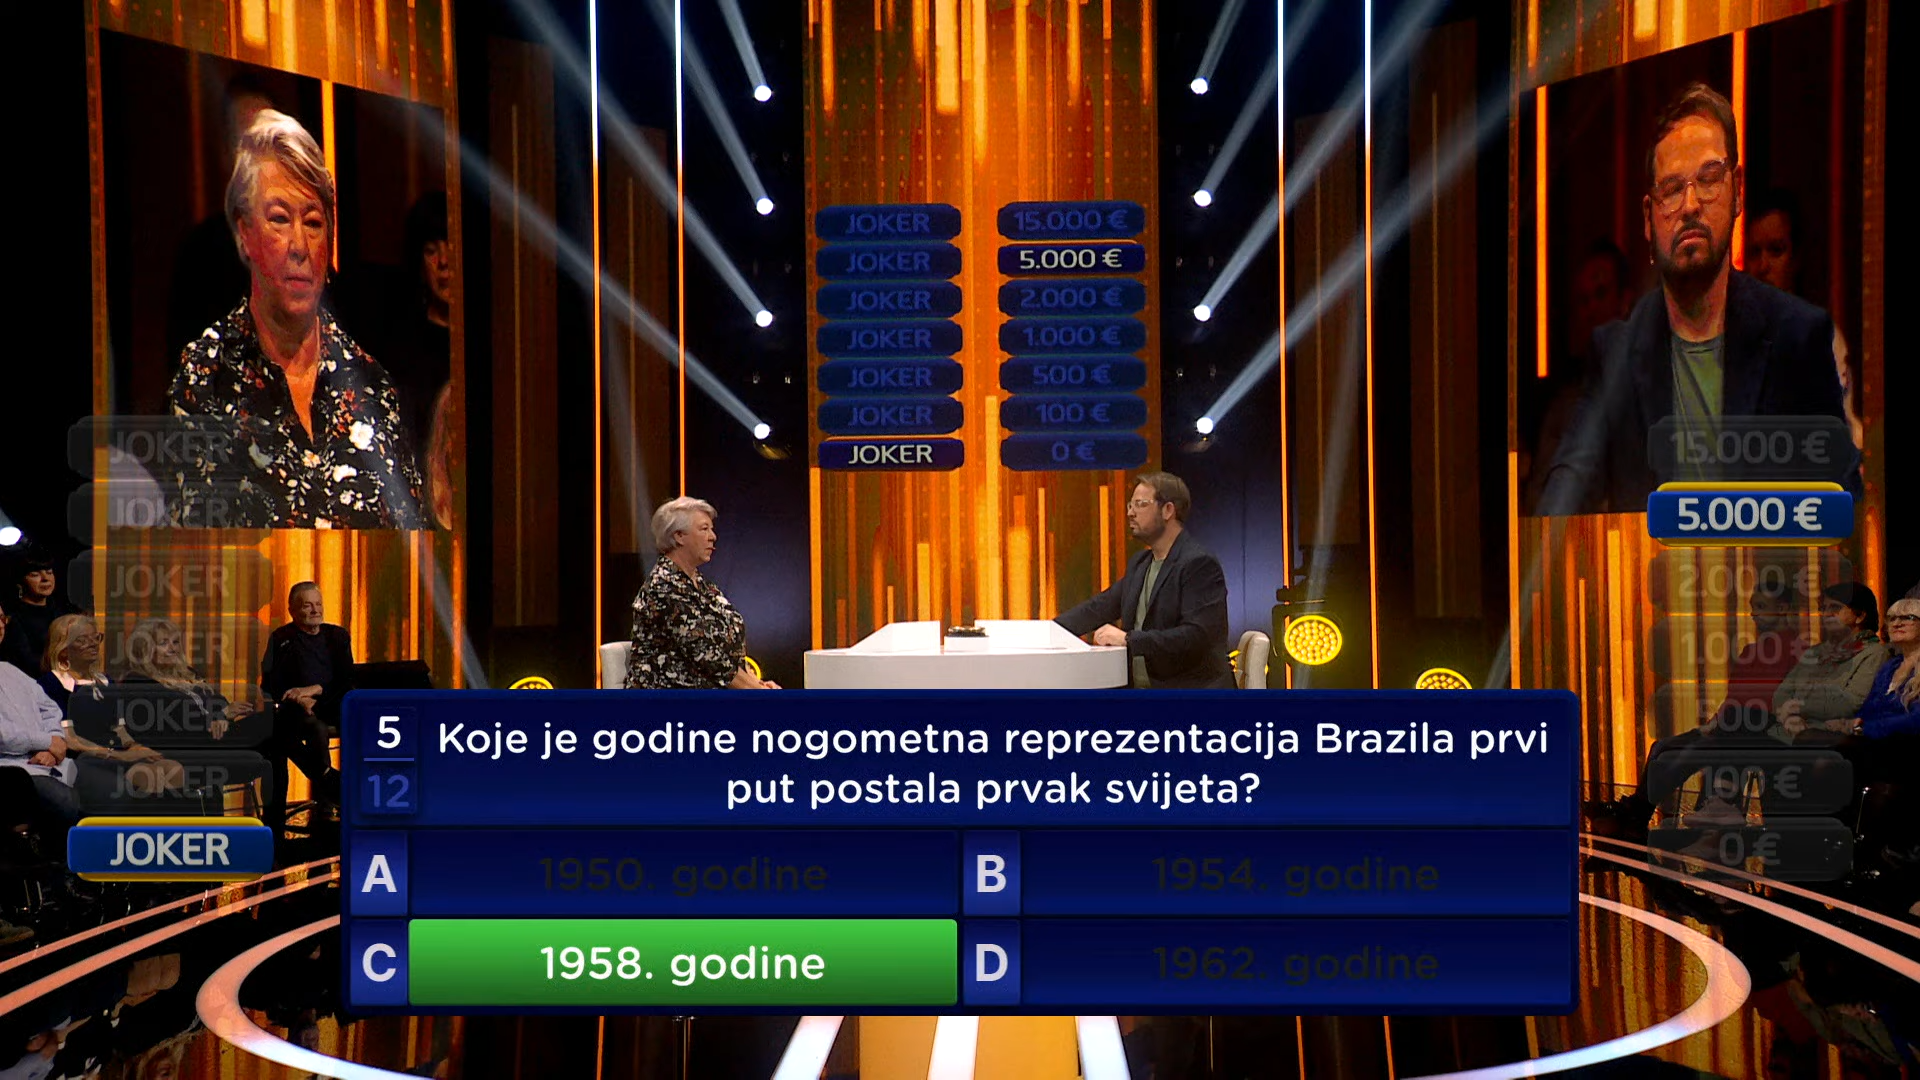 JOKER
15.000 €
JOKER
5.000 €
JOKER
2.000 €
JOKER
1.000 €
JOKER
500 €
JOKER
100 €
JOKER
0 €
JOKER
JOKER
JOKER
JOKER
JOKER
JOKER
JOKER
15.000 €
5.000 €
2.000 €
1.000 €
500 €
100 €
0 €
5
12
Koje je godine nogometna reprezentacija Brazila prvi
put postala prvak svijeta?
A 1950. godine
B 1954. godine
C 1958. godine
D 1962. godine